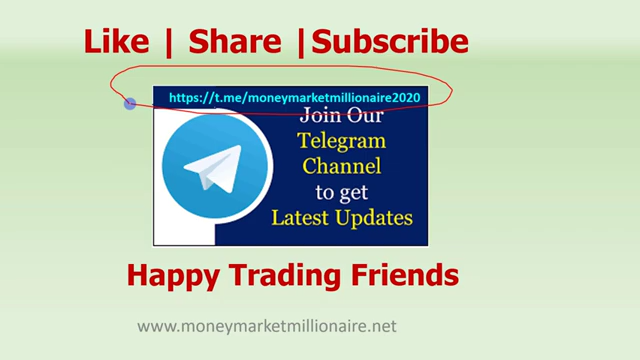 Like | Share |Subscribe
https://t.me/moneymarketmillionaire2020
Join Our
Telegram
Channel
to get
Latest Updates
Happy Trading Friends
www.moneymarketmillionaire.net